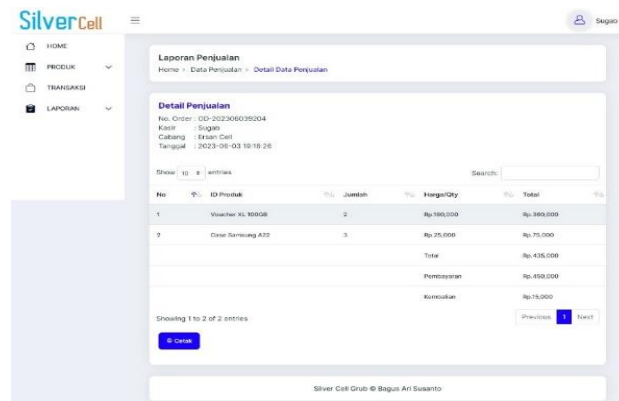 SilverCell
Sugab
HOME
PRODUK
TRANSAKSI
LAPORAN
Laporan Penjualan
Home > Data Penjualan > Detail Data Penjualan
Detail Penjualan
No. Order : OD-202306039204
Kasir : Sugab
Cabang : Ersan Cell
Tanggal : 2023-06-03 19:16:26
Show 10 entries Search:
No ID Produk Jumlah Harga/Qty Total
1 Voucher XL 100GB 2 Rp.180,000 Rp.360,000
2 Case Samsung A22 3 Rp.25,000 Rp.75,000
Total Rp.435,000
Pembayaran Rp.450,000
Kembalian Rp.15,000
Showing 1 to 2 of 2 entries Previous 1 Next
Cetak
Silver Cell Grub © Bagus Ari Susanto